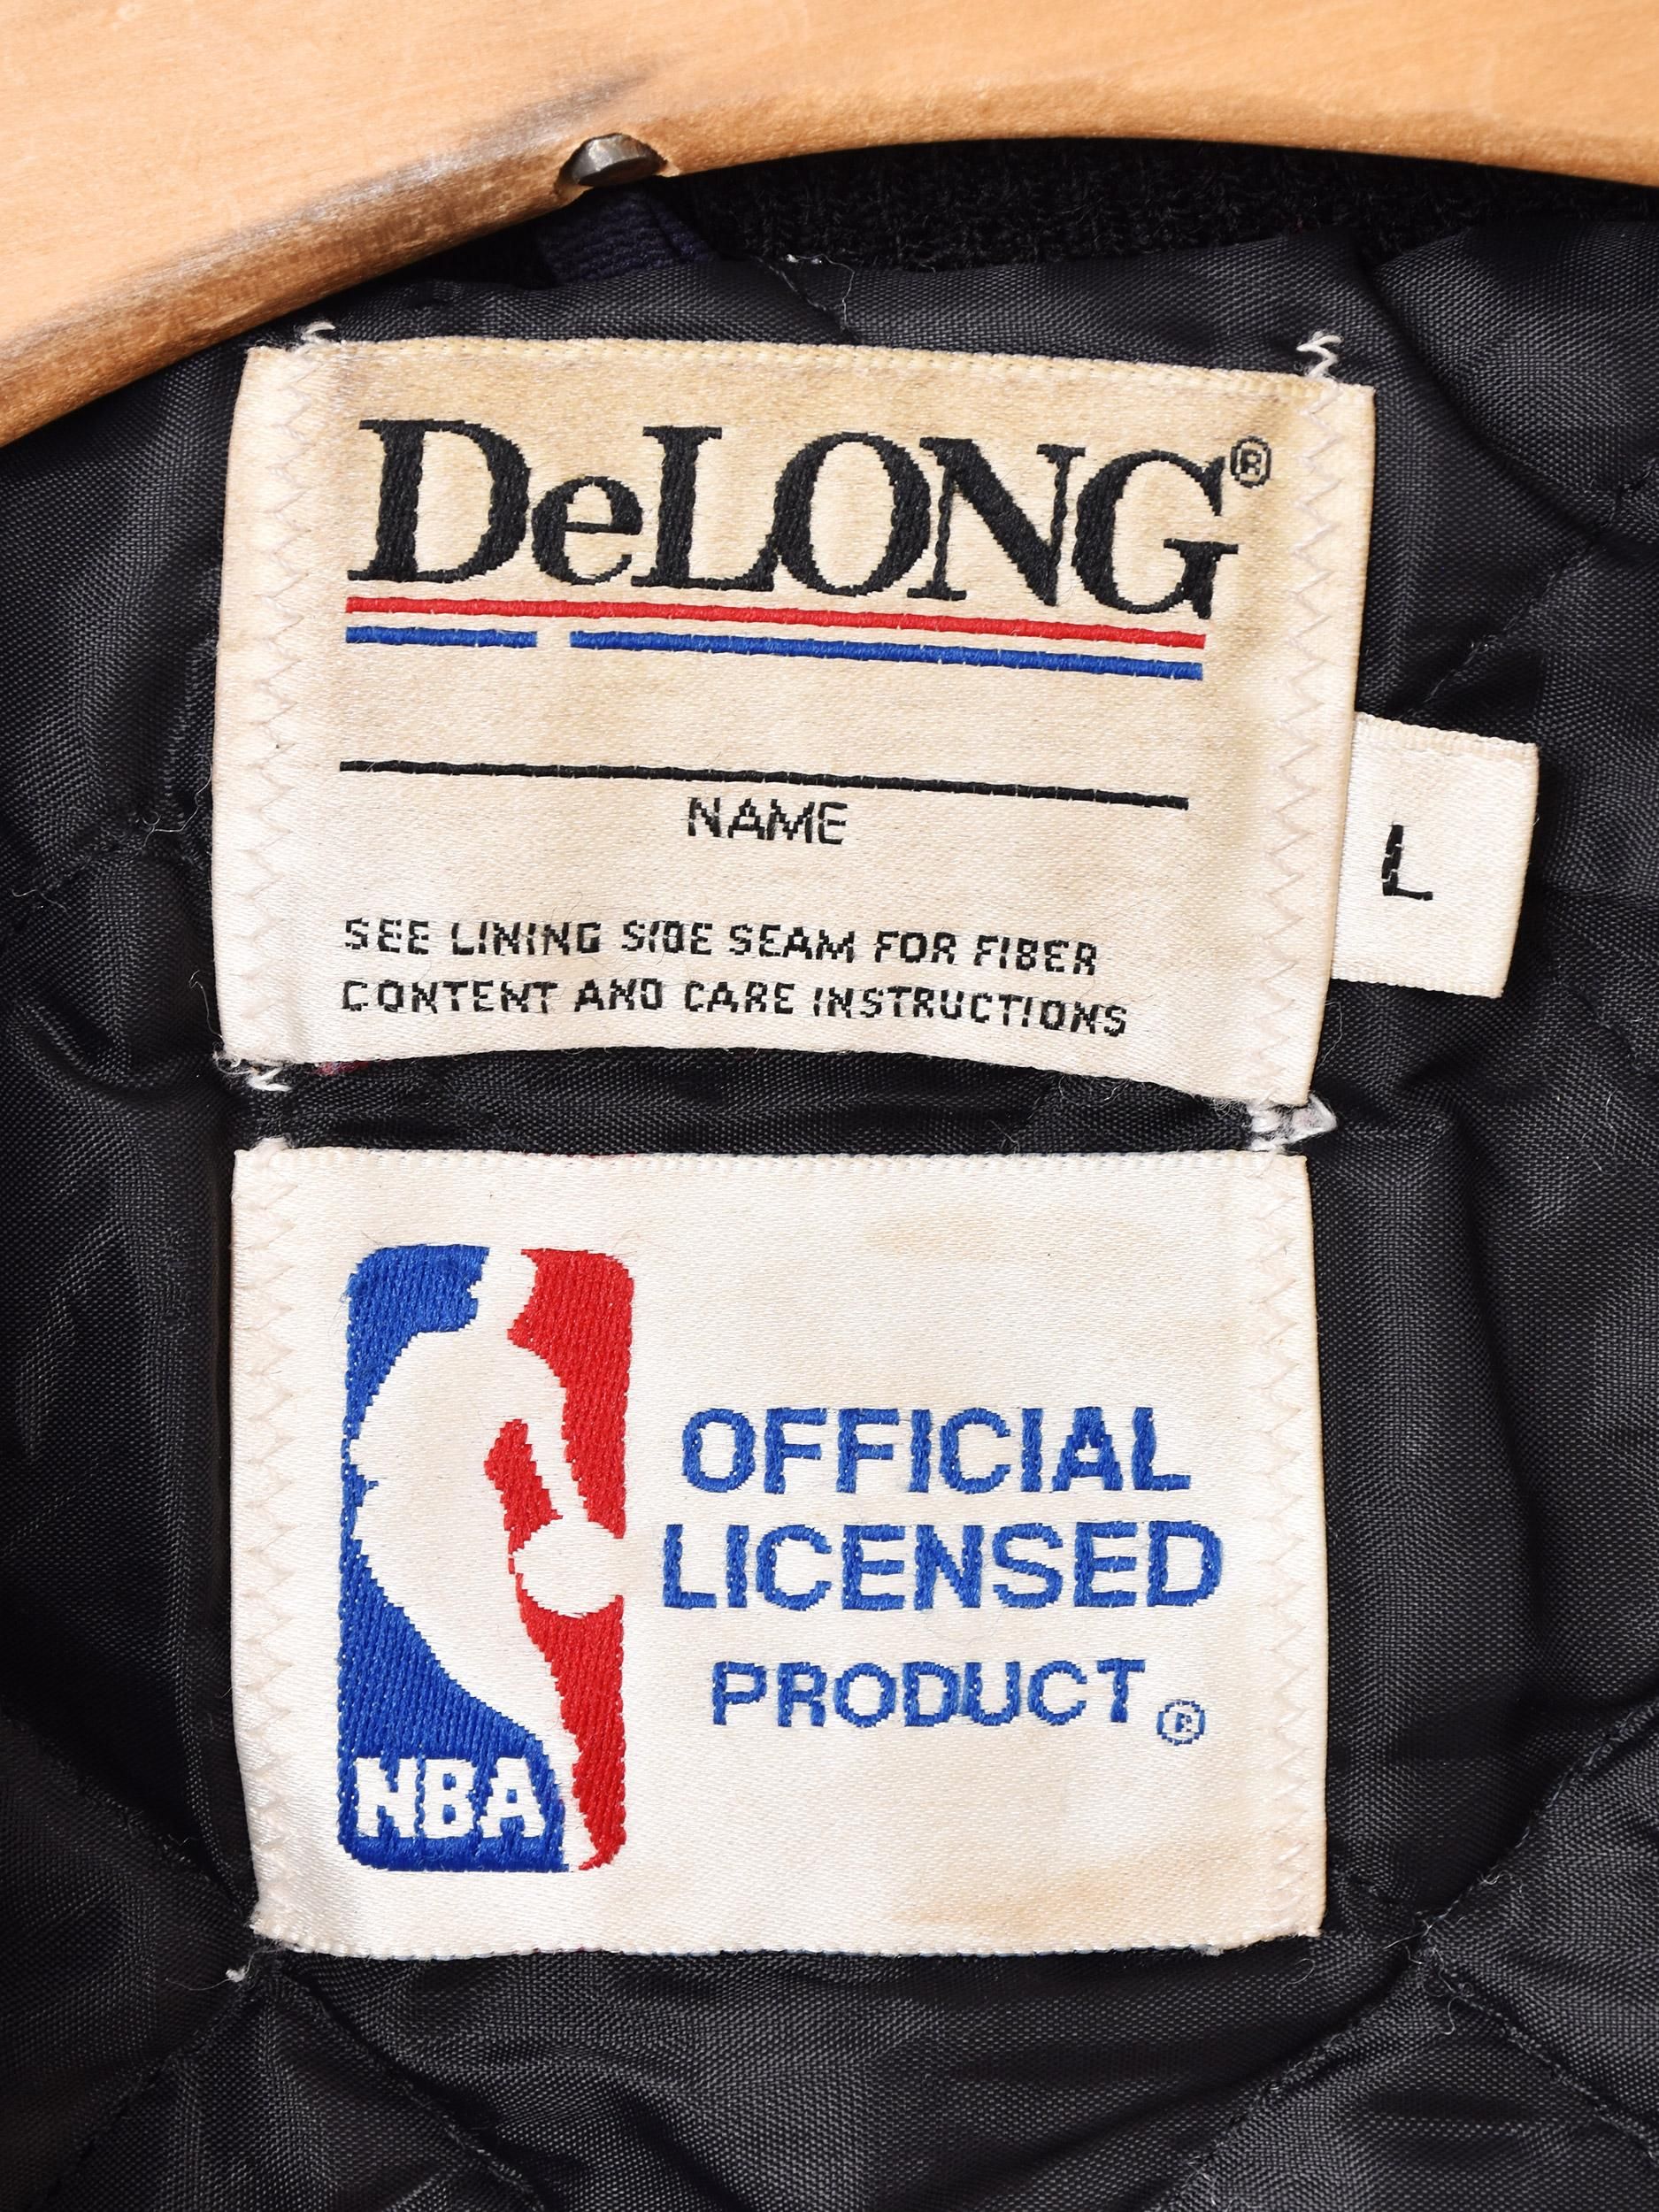 DeLONG®
NAME
L
SEE LINING SIDE SEAM FOR FIBER
CONTENT AND CARE INSTRUCTIONS
OFFICIAL
LICENSED
PRODUCT®
NBA